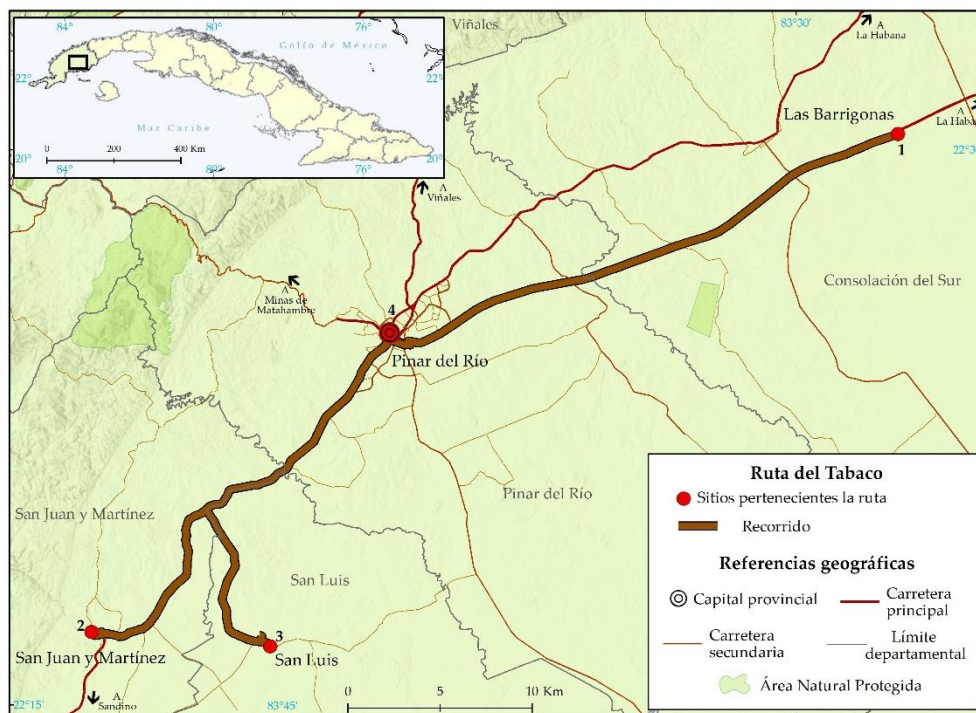 84°
80°
76°
Golfo de México
22°
22°
Mar Caribe
20°
20°
0 200 400 Km
84°
80°
76°
Viñales
A
La Habana
83°30'
Las Barrigonas
A
La Haba
1
22°30
A
Viñales
Consolación del Sur
A
Minas de
Matahambre
4
Pinar del Río
Pinar del Río
San Juan y Martínez
San Luis
2
San Juan y Martínez
3
San Luis
A
Sandino
22°15'
83°45'
0 5 10 Km
Ruta del Tabaco
Sitios pertenecientes la ruta
Recorrido
Referencias geográficas
Capital provincial
Carretera
principal
Carretera
secundaria
Límite
departamental
Área Natural Protegida